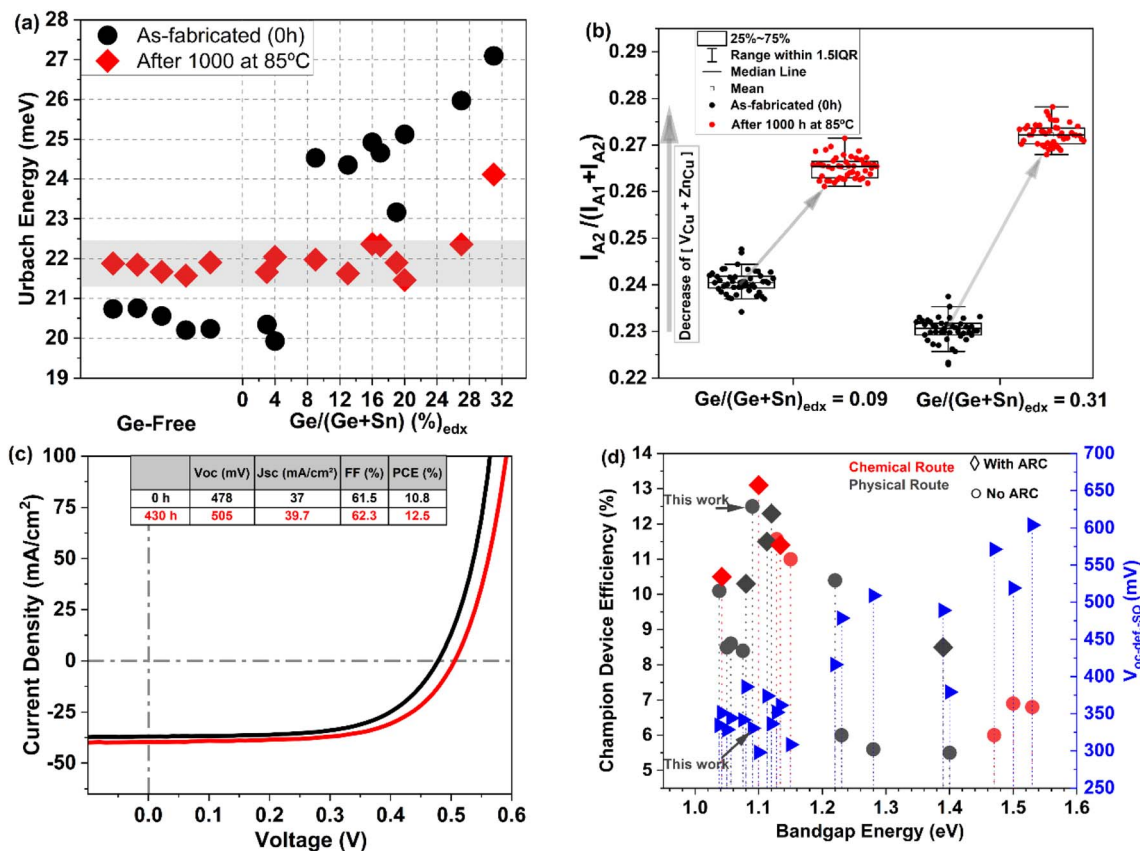 (a)
As-fabricated (0h)
After 1000 at 85ºC
Urbach Energy (meV)
28
27
26
25
24
23
22
21
20
19
0 4 8 12 16 20 24 28 32
Ge-Free
Ge/(Ge+Sn) (%)edx
(b)
25%~75%
Range within 1.5IQR
Median Line
Mean
As-fabricated (0h)
After 1000 h at 85ºC
IA2/(IA1+IA2)
Decrease of [ VCu + ZnCu ]
0.29
0.28
0.27
0.26
0.25
0.24
0.23
0.22
Ge/(Ge+Sn)edx = 0.09
Ge/(Ge+Sn)edx = 0.31
(c)
Voc (mV) Jsc (mA/cm²) FF (%) PCE (%)
0 h 478 37 61.5 10.8
430 h 505 39.7 62.3 12.5
Current Density (mA/cm²)
100
75
50
25
0
-25
-50
0.0 0.1 0.2 0.3 0.4 0.5 0.6
Voltage (V)
(d)
Chemical Route
Physical Route
With ARC
No ARC
This work
This work
Champion Device Efficiency (%)
14
13
12
11
10
9
8
7
6
5
700
650
600
550
500
450
400
350
300
250
Voc-def.-SQ (mV)
1.0 1.1 1.2 1.3 1.4 1.5 1.6
Bandgap Energy (eV)